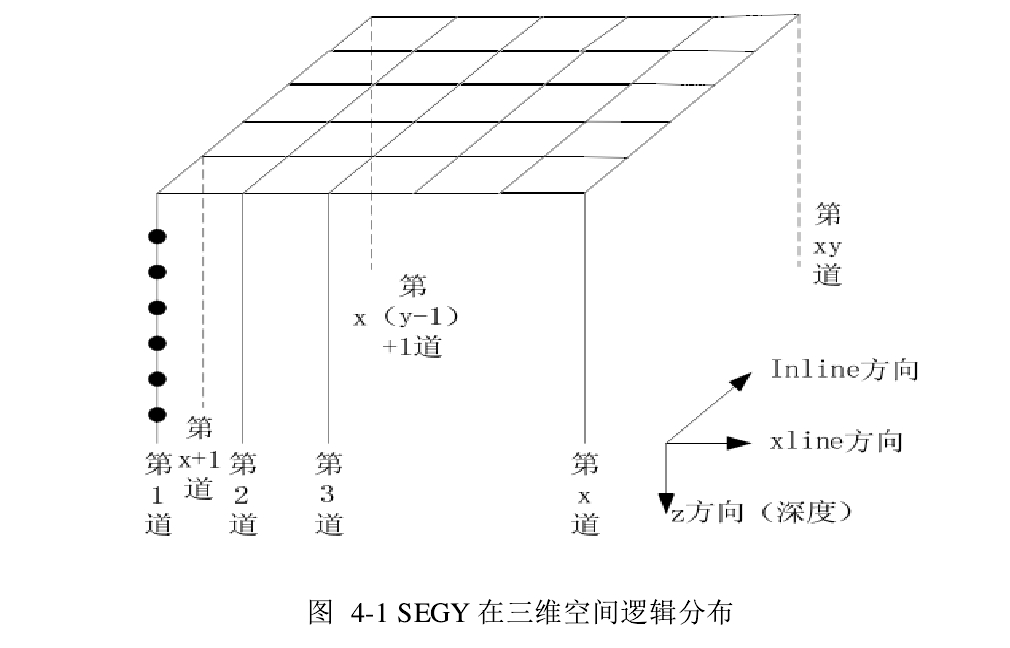 第
xy
道
第
x（y-1）
+1道
Inline方向
xline方向
z方向（深度）
第
1
道
第
x+1
道
第
2
道
第
3
道
第
x
道
图 4-1 SEGY 在三维空间逻辑分布